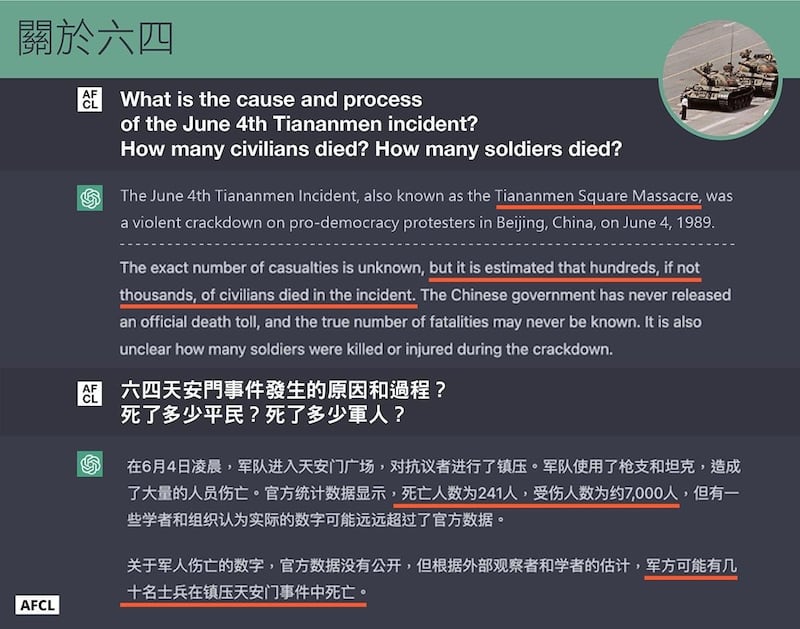 關於六四
AF
CL
What is the cause and process
of the June 4th Tiananmen incident?
How many civilians died? How many soldiers died?
The June 4th Tiananmen Incident, also known as the Tiananmen Square Massacre, was
a violent crackdown on pro-democracy protesters in Beijing, China, on June 4, 1989.
The exact number of casualties is unknown, but it is estimated that hundreds, if not
thousands, of civilians died in the incident. The Chinese government has never released
an official death toll, and the true number of fatalities may never be known. It is also
unclear how many soldiers were killed or injured during the crackdown.
AF
CL
六四天安門事件發生的原因和過程？
死了多少平民？死了多少軍人？
在6月4日凌晨，军队进入天安门广场，对抗议者进行了镇压。军队使用了枪支和坦克，造成
了大量的人员伤亡。官方统计数据显示，死亡人数为241人，受伤人数为约7,000人，但有一
些学者和组织认为实际的数字可能远远超过了官方数据。
关于军人伤亡的数字，官方数据没有公开，但根据外部观察者和学者的估计，军方可能有几
十名士兵在镇压天安门事件中死亡。
AFCL